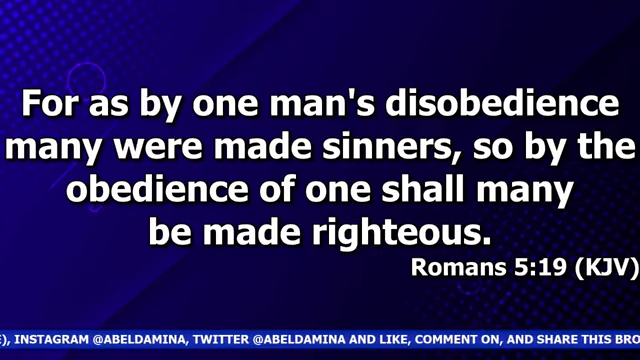 For as by one man's disobedience
many were made sinners, so by the
obedience of one shall many
be made righteous.
Romans 5:19 (KJV)
), INSTAGRAM @ABELDAMINA, TWITTER @ABELDAMINA AND LIKE, COMMENT ON, AND SHARE THIS